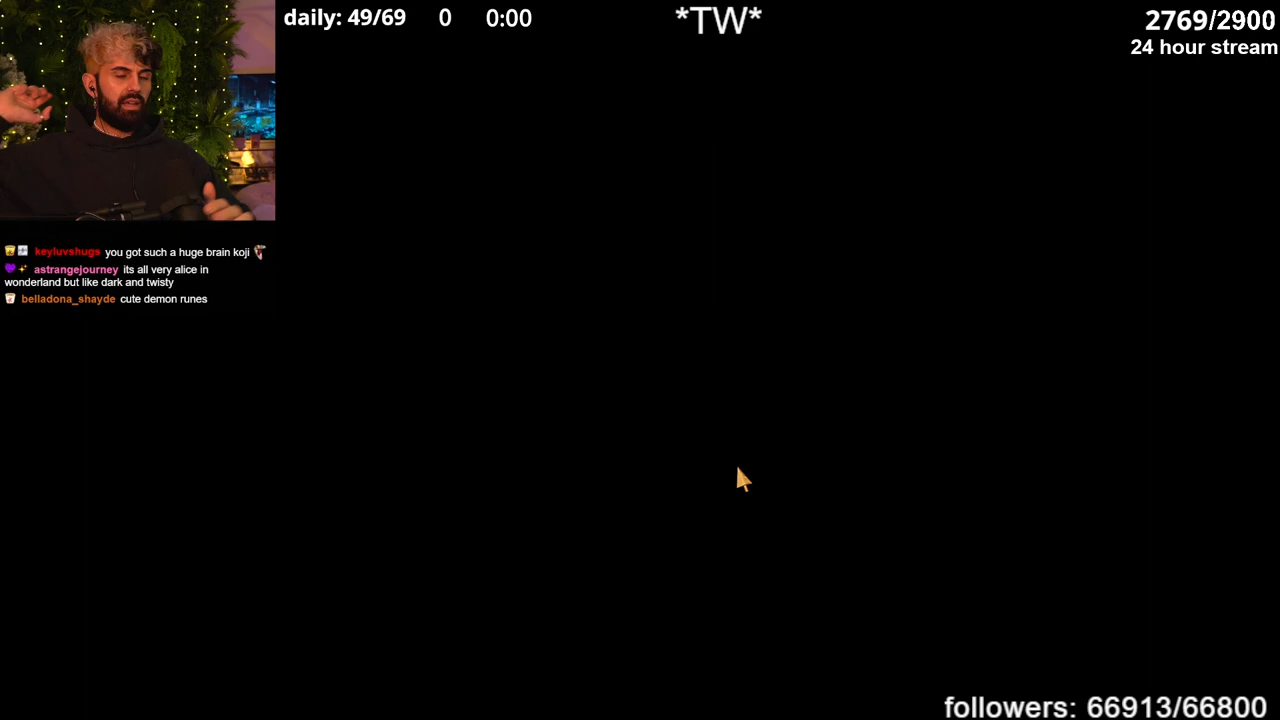 daily: 49/69 0 0:00 *TW* 2769/2900
24 hour stream
keyluvshugs you got such a huge brain koji
astrangejourney its all very alice in
wonderland but like dark and twisty
belladona_shayde cute demon runes
followers: 66913/66800